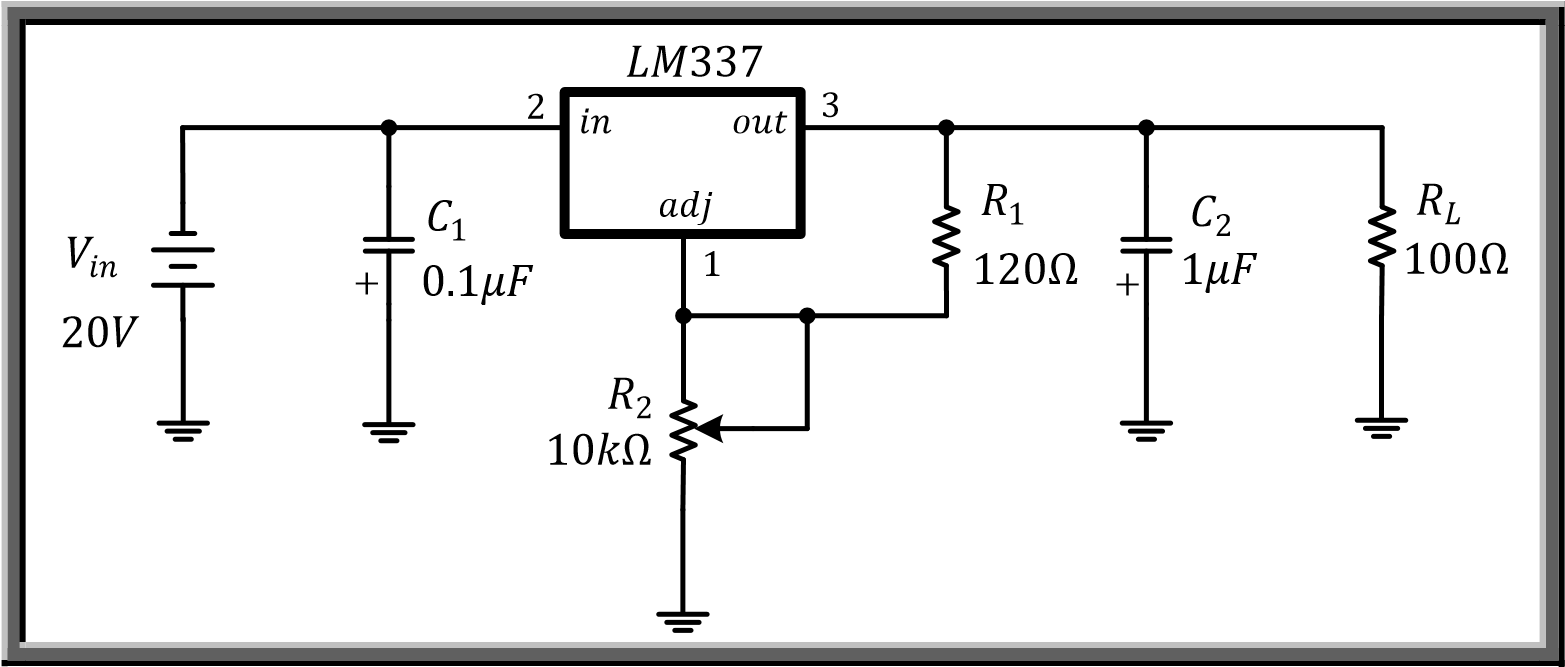 LM337
2
in
out
3
adj
1
V_in
20V
+
C_1
0.1μF
R_1
120Ω
+
C_2
1μF
R_L
100Ω
R_2
10kΩ